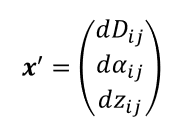 x′ = (dD_ij
dα_ij
dz_ij)